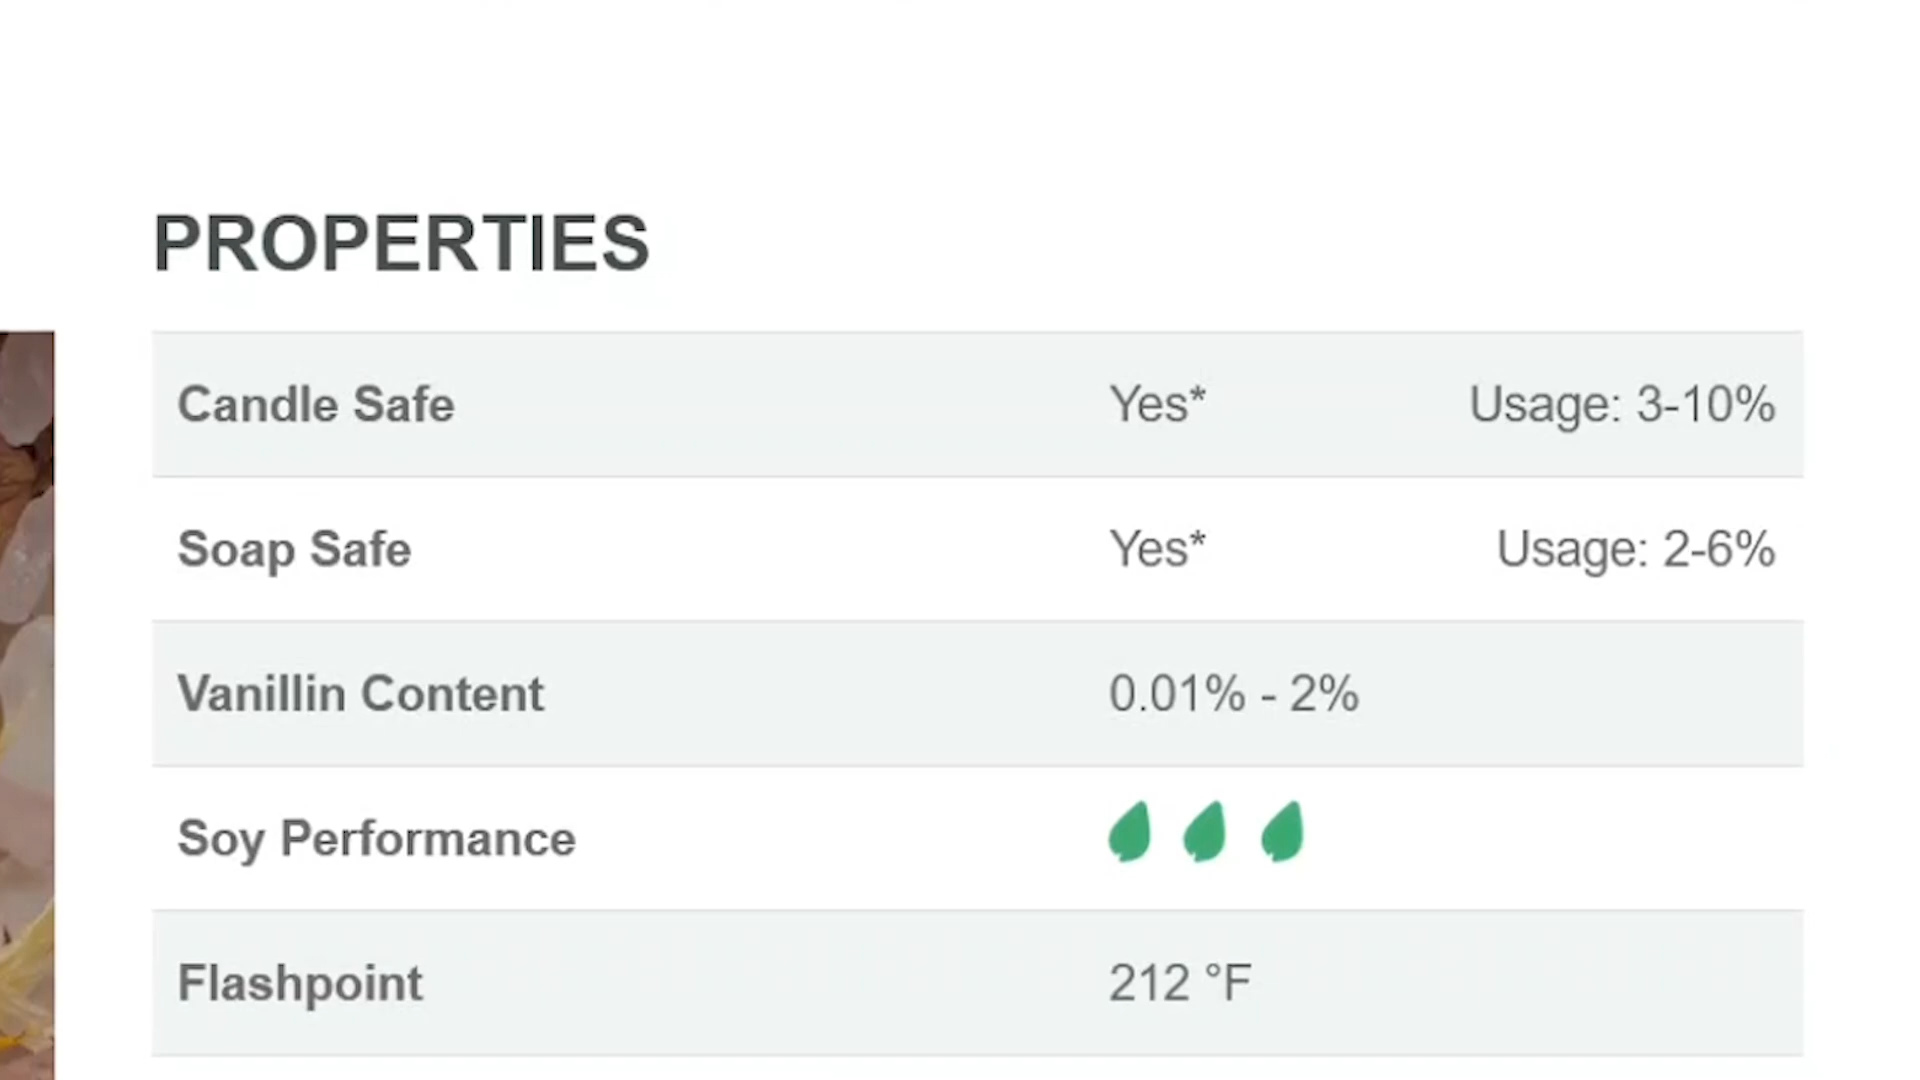 PROPERTIES
Candle Safe Yes* Usage: 3-10%
Soap Safe Yes* Usage: 2-6%
Vanillin Content 0.01% - 2%
Soy Performance
Flashpoint 212 °F